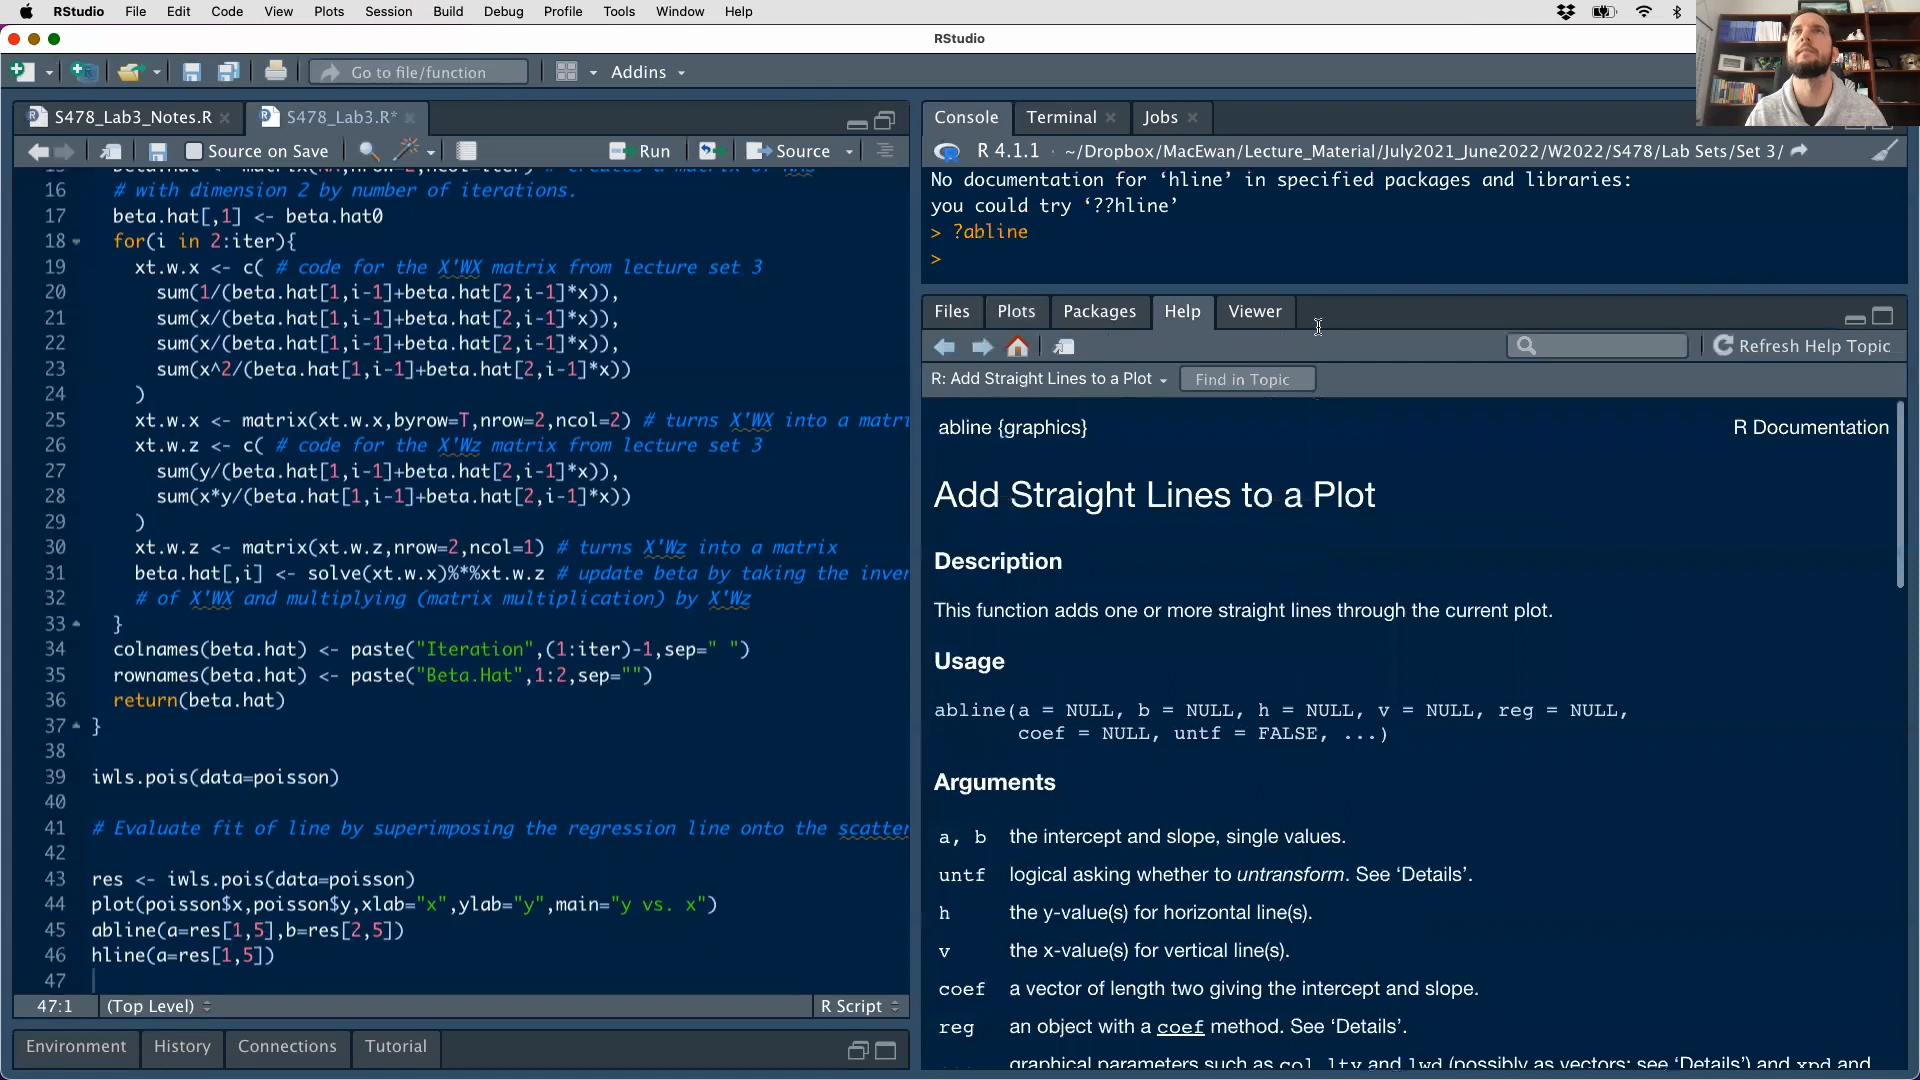 RStudio File Edit Code View Plots Session Build Debug Profile Tools Window Help
RStudio
Go to file/function Addins
S478_Lab3_Notes.R S478_Lab3.R*
Source on Save Run Source
16 # with dimension 2 by number of iterations.
17 beta.hat[,1] <- beta.hat0
18 for(i in 2:iter){
19 xt.w.x <- c( # code for the X'WX matrix from lecture set 3
20 sum(1/(beta.hat[1,i-1]+beta.hat[2,i-1]*x)),
21 sum(x/(beta.hat[1,i-1]+beta.hat[2,i-1]*x)),
22 sum(x/(beta.hat[1,i-1]+beta.hat[2,i-1]*x)),
23 sum(x^2/(beta.hat[1,i-1]+beta.hat[2,i-1]*x))
24 )
25 xt.w.x <- matrix(xt.w.x,byrow=T,nrow=2,ncol=2) # turns X'WX into a matri
26 xt.w.z <- c( # code for the X'Wz matrix from lecture set 3
27 sum(y/(beta.hat[1,i-1]+beta.hat[2,i-1]*x)),
28 sum(x*y/(beta.hat[1,i-1]+beta.hat[2,i-1]*x))
29 )
30 xt.w.z <- matrix(xt.w.z,nrow=2,ncol=1) # turns X'Wz into a matrix
31 beta.hat[,i] <- solve(xt.w.x)%*%xt.w.z # update beta by taking the inver
32 # of X'WX and multiplying (matrix multiplication) by X'Wz
33 }
34 colnames(beta.hat) <- paste("Iteration",(1:iter)-1,sep=" ")
35 rownames(beta.hat) <- paste("Beta.Hat",1:2,sep="")
36 return(beta.hat)
37 }
38
39 iwls.pois(data=poisson)
40
41 # Evaluate fit of line by superimposing the regression line onto the scatter
42
43 res <- iwls.pois(data=poisson)
44 plot(poisson$x,poisson$y,xlab="x",ylab="y",main="y vs. x")
45 abline(a=res[1,5],b=res[2,5])
46 hline(a=res[1,5])
47
47:1 (Top Level) R Script
Environment History Connections Tutorial
Console Terminal Jobs
R 4.1.1 · ~/Dropbox/MacEwan/Lecture_Material/July2021_June2022/W2022/S478/Lab Sets/Set 3/
No documentation for ‘hline’ in specified packages and libraries:
you could try ‘??hline’
> ?abline
>
Files Plots Packages Help Viewer
Refresh Help Topic
R: Add Straight Lines to a Plot Find in Topic
abline {graphics} R Documentation
Add Straight Lines to a Plot
Description
This function adds one or more straight lines through the current plot.
Usage
abline(a = NULL, b = NULL, h = NULL, v = NULL, reg = NULL,
coef = NULL, untf = FALSE, ...)
Arguments
a, b the intercept and slope, single values.
untf logical asking whether to untransform. See ‘Details’.
h the y-value(s) for horizontal line(s).
v the x-value(s) for vertical line(s).
coef a vector of length two giving the intercept and slope.
reg an object with a coef method. See ‘Details’.
graphical parameters such as col, lty and lwd (possibly as vectors: see ‘Details’) and xpd and